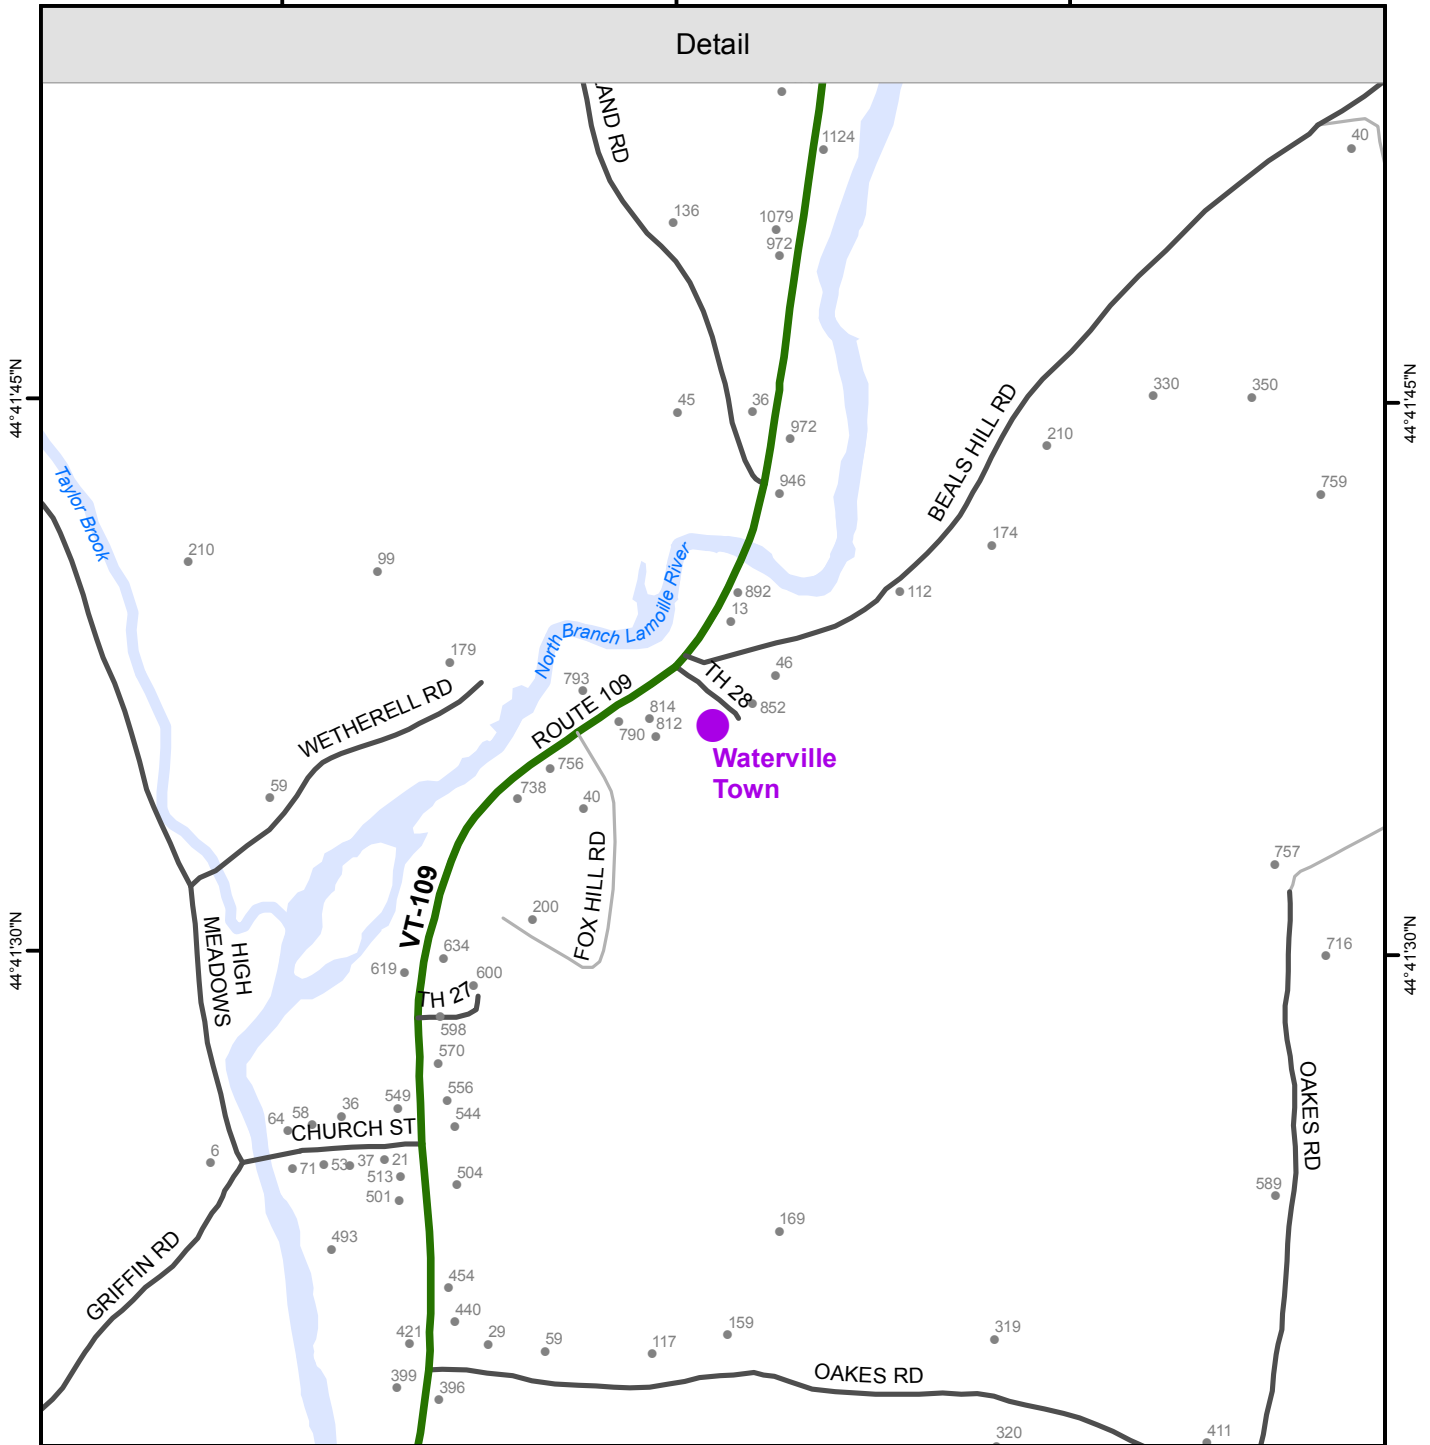 Detail
AND RD
1124
40
136
1079
972
44°41'45"N
44°41'45"N
330
350
45
36
972
BEALS HILL RD
210
946
759
Taylor Brook
174
210
99
North Branch Lamoille River
892
112
13
179
46
TH 28
793
WETHERELL RD
ROUTE 109
814
852
790
812
Waterville
Town
756
59
738
40
757
FOX HILL RD
VT-109
200
HIGH
MEADOWS
634
44°41'30"N
44°41'30"N
716
619
600
TH 27
598
570
OAKES RD
556
549
36
58
64
544
CHURCH ST
6
71
53
37
21
513
504
589
501
169
493
GRIFFIN RD
454
440
421
29
59
117
159
319
399
396
OAKES RD
320
411